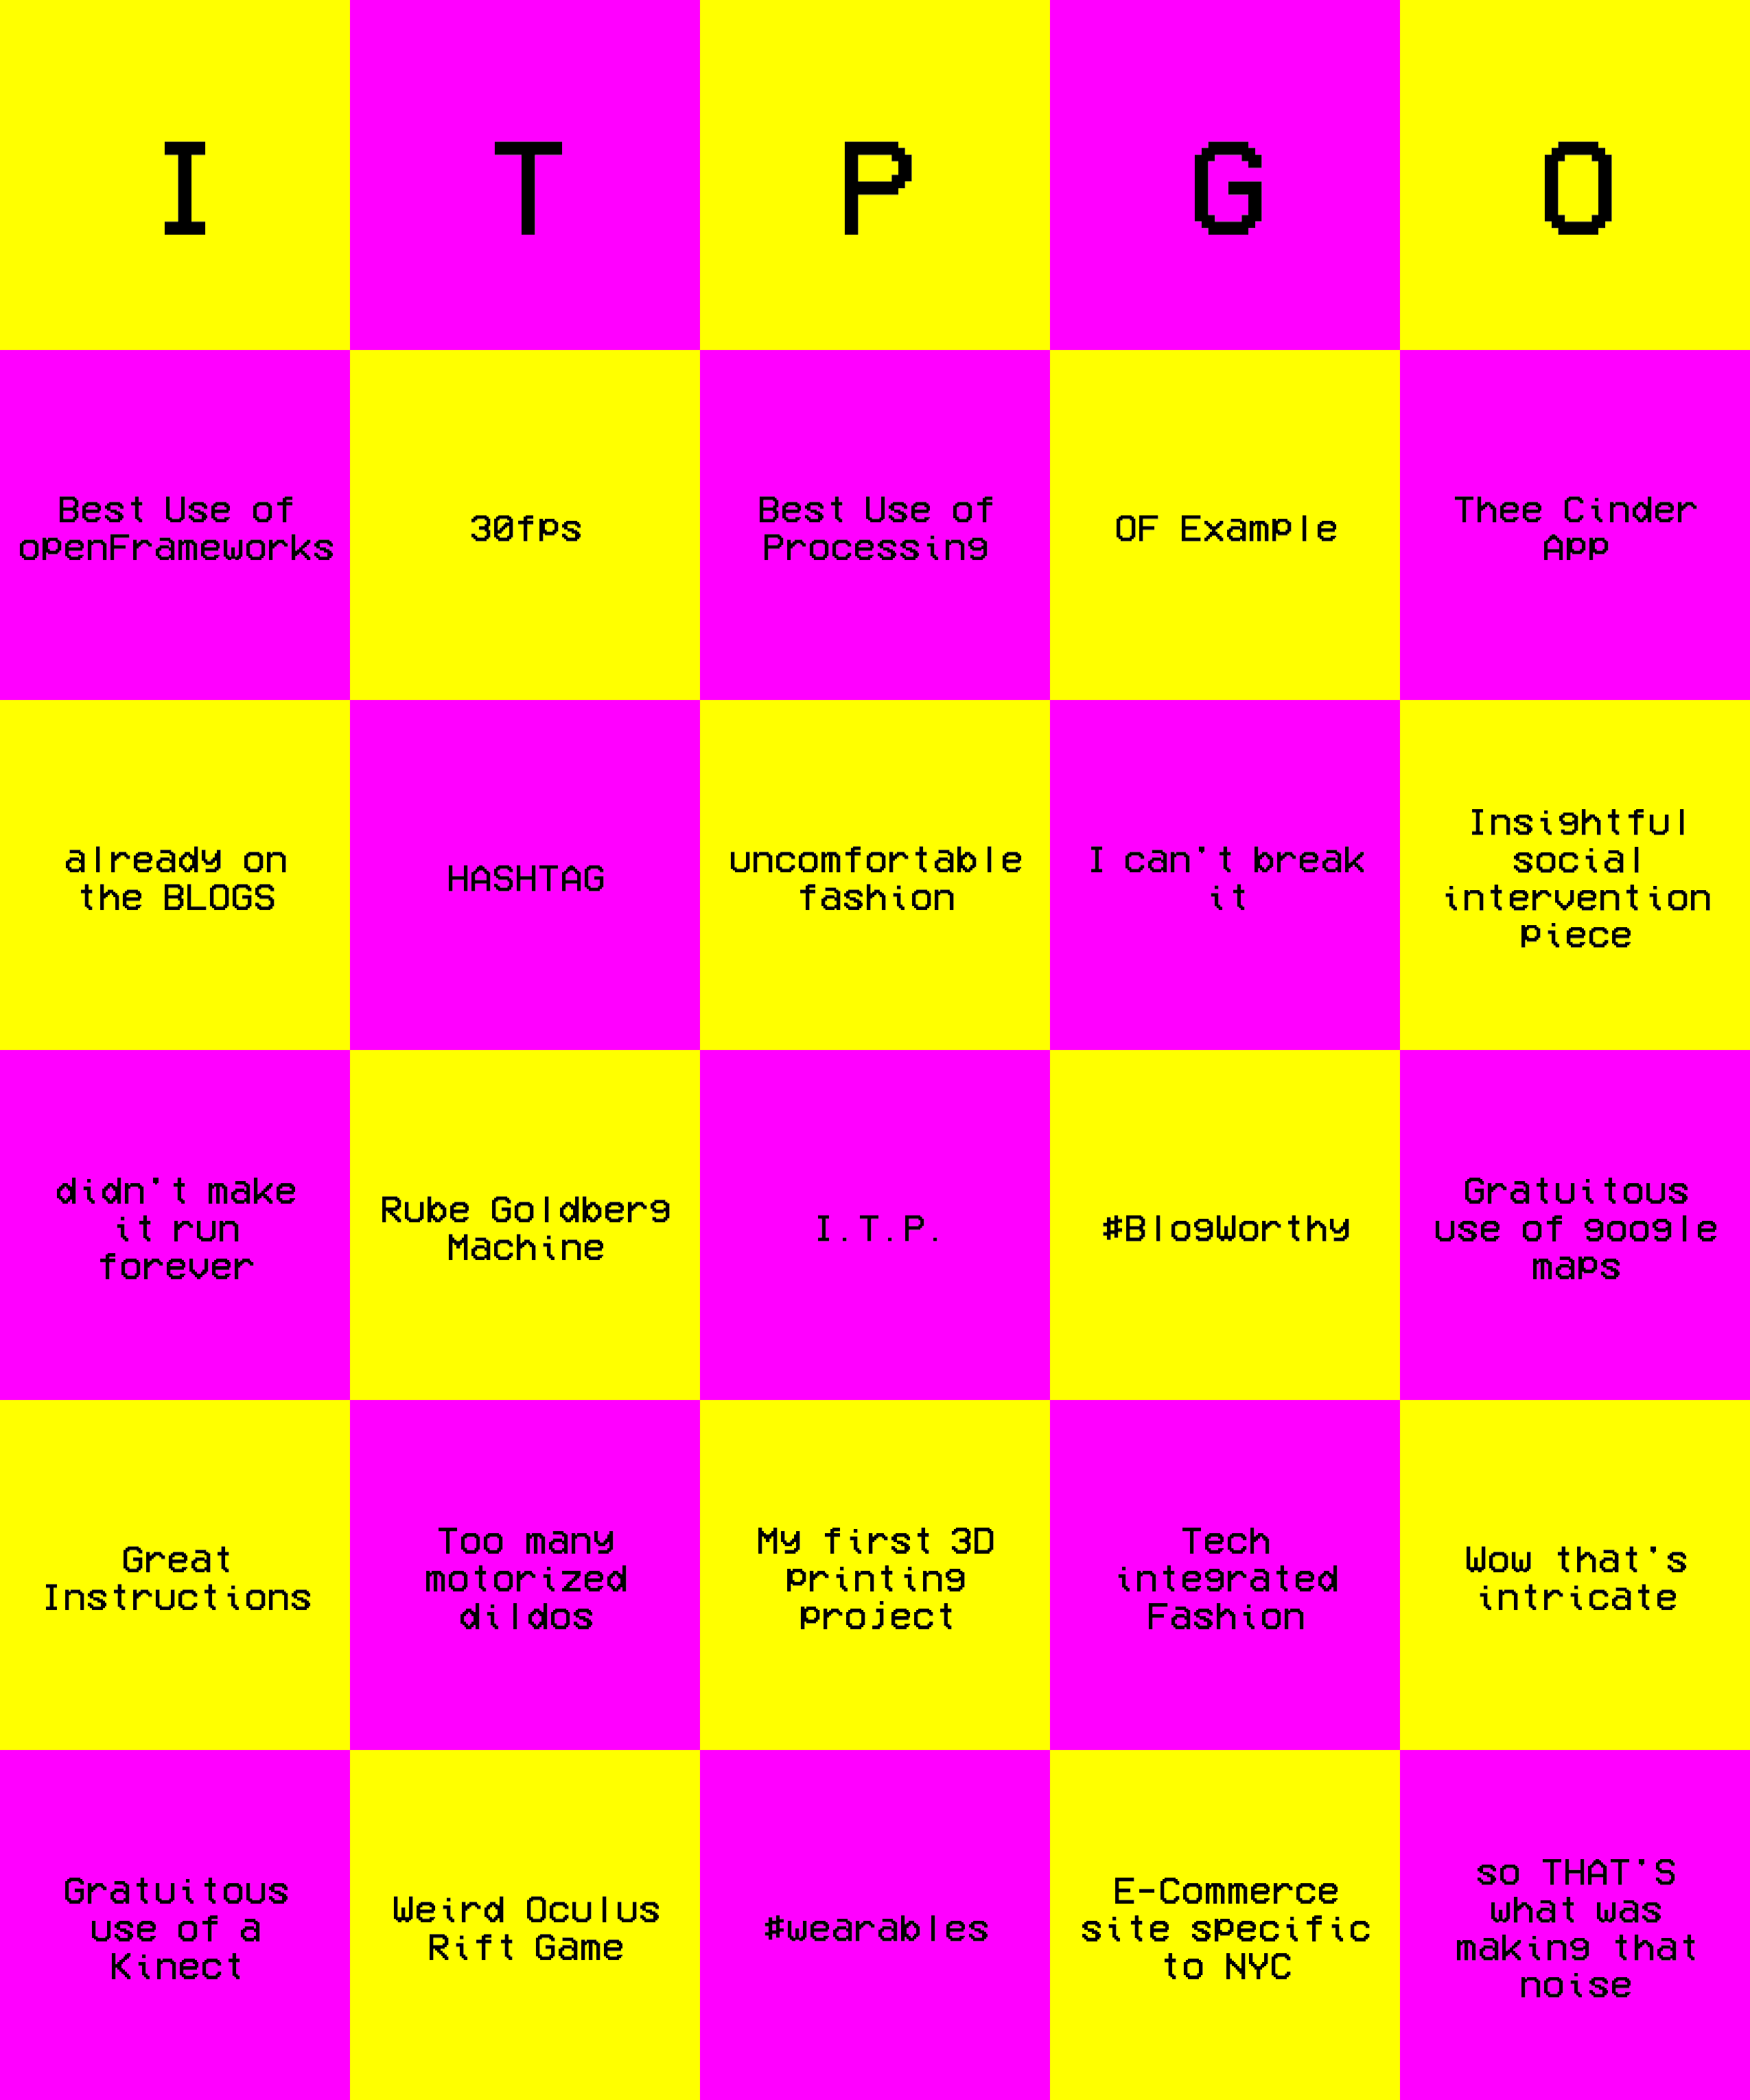 I T P G O
Best Use of
openFrameworks
30fps
Best Use of
Processing
OF Example
Thee Cinder
App
already on
the BLOGS
HASHTAG
uncomfortable
fashion
I can't break
it
Insightful
social
intervention
piece
didn't make
it run
forever
Rube Goldberg
Machine
I.T.P.
#BlogWorthy
Gratuitous
use of google
maps
Great
Instructions
Too many
motorized
dildos
My first 3D
printing
project
Tech
integrated
Fashion
Wow that's
intricate
Gratuitous
use of a
Kinect
Weird Oculus
Rift Game
#wearables
E-Commerce
site specific
to NYC
so THAT'S
what was
making that
noise